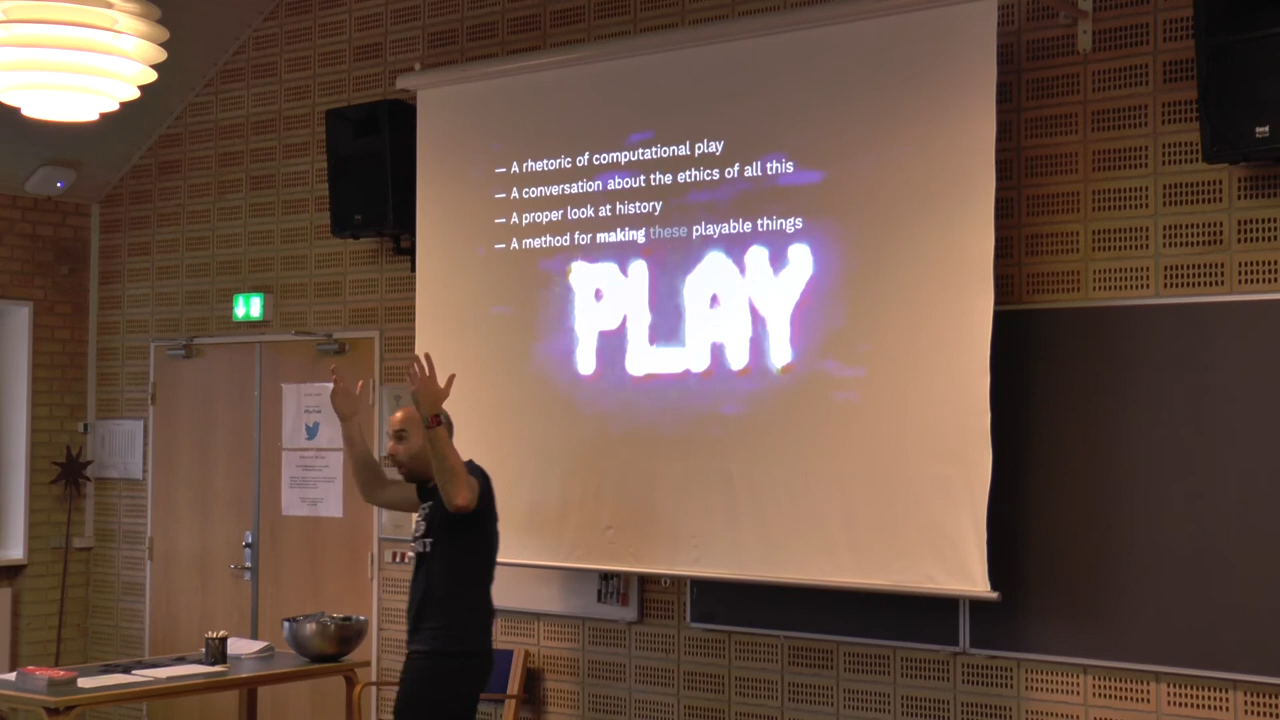 — A rhetoric of computational play
— A conversation about the ethics of all this
— A proper look at history
— A method for making these playable things
PLAY